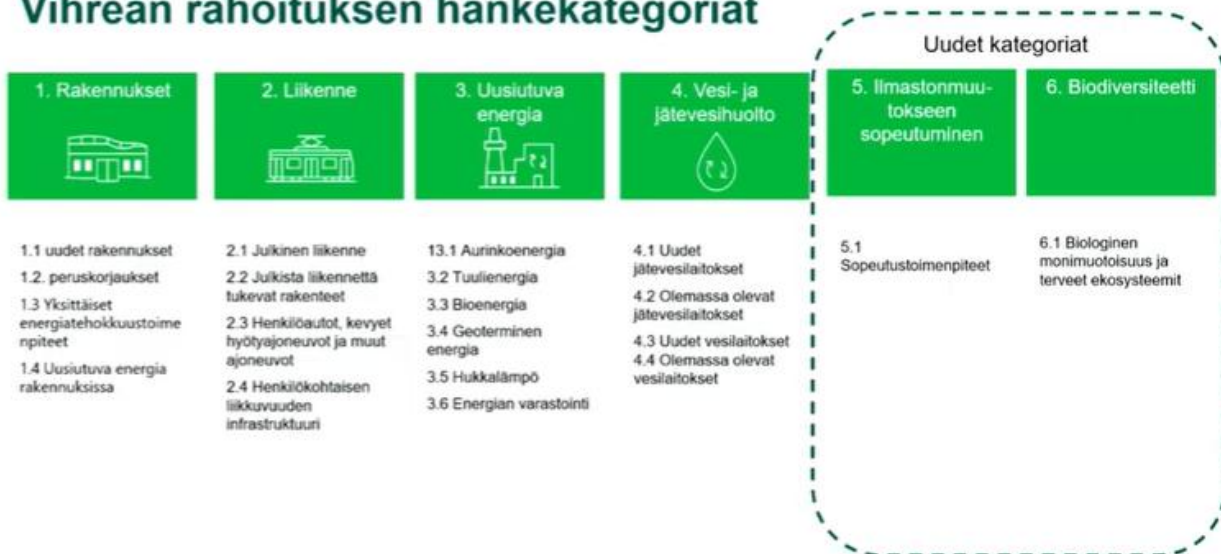 Vihreän rahoituksen hankekategoriat
Uudet kategoriat
1. Rakennukset
2. Liikenne
3. Uusiutuva
energia
4. Vesi- ja
jätevesihuolto
5. Ilmastonmuu-
tokseen
sopeutuminen
6. Biodiversiteetti
1.1 uudet rakennukset
1.2. peruskorjaukset
1.3 Yksittäiset
energiatehokkuustoime
npiteet
1.4 Uusiutuva energia
rakennuksissa
2.1 Julkinen liikenne
2.2 Julkista liikennettä
tukevat rakenteet
2.3 Henkilöautot, kevyet
hyötyajoneuvot ja muut
ajoneuvot
2.4 Henkilökohtaisen
liikkuvuuden
infrastruktuuri
13.1 Aurinkoenergia
3.2 Tuulienergia
3.3 Bioenergia
3.4 Geoterminen
energia
3.5 Hukkalämpö
3.6 Energian varastointi
4.1 Uudet
jätevesilaitokset
4.2 Olemassa olevat
jätevesilaitokset
4.3 Uudet vesilaitokset
4.4 Olemassa olevat
vesilaitokset
5.1
Sopeutustoimenpiteet
6.1 Biologinen
monimuotoisuus ja
terveet ekosysteemit